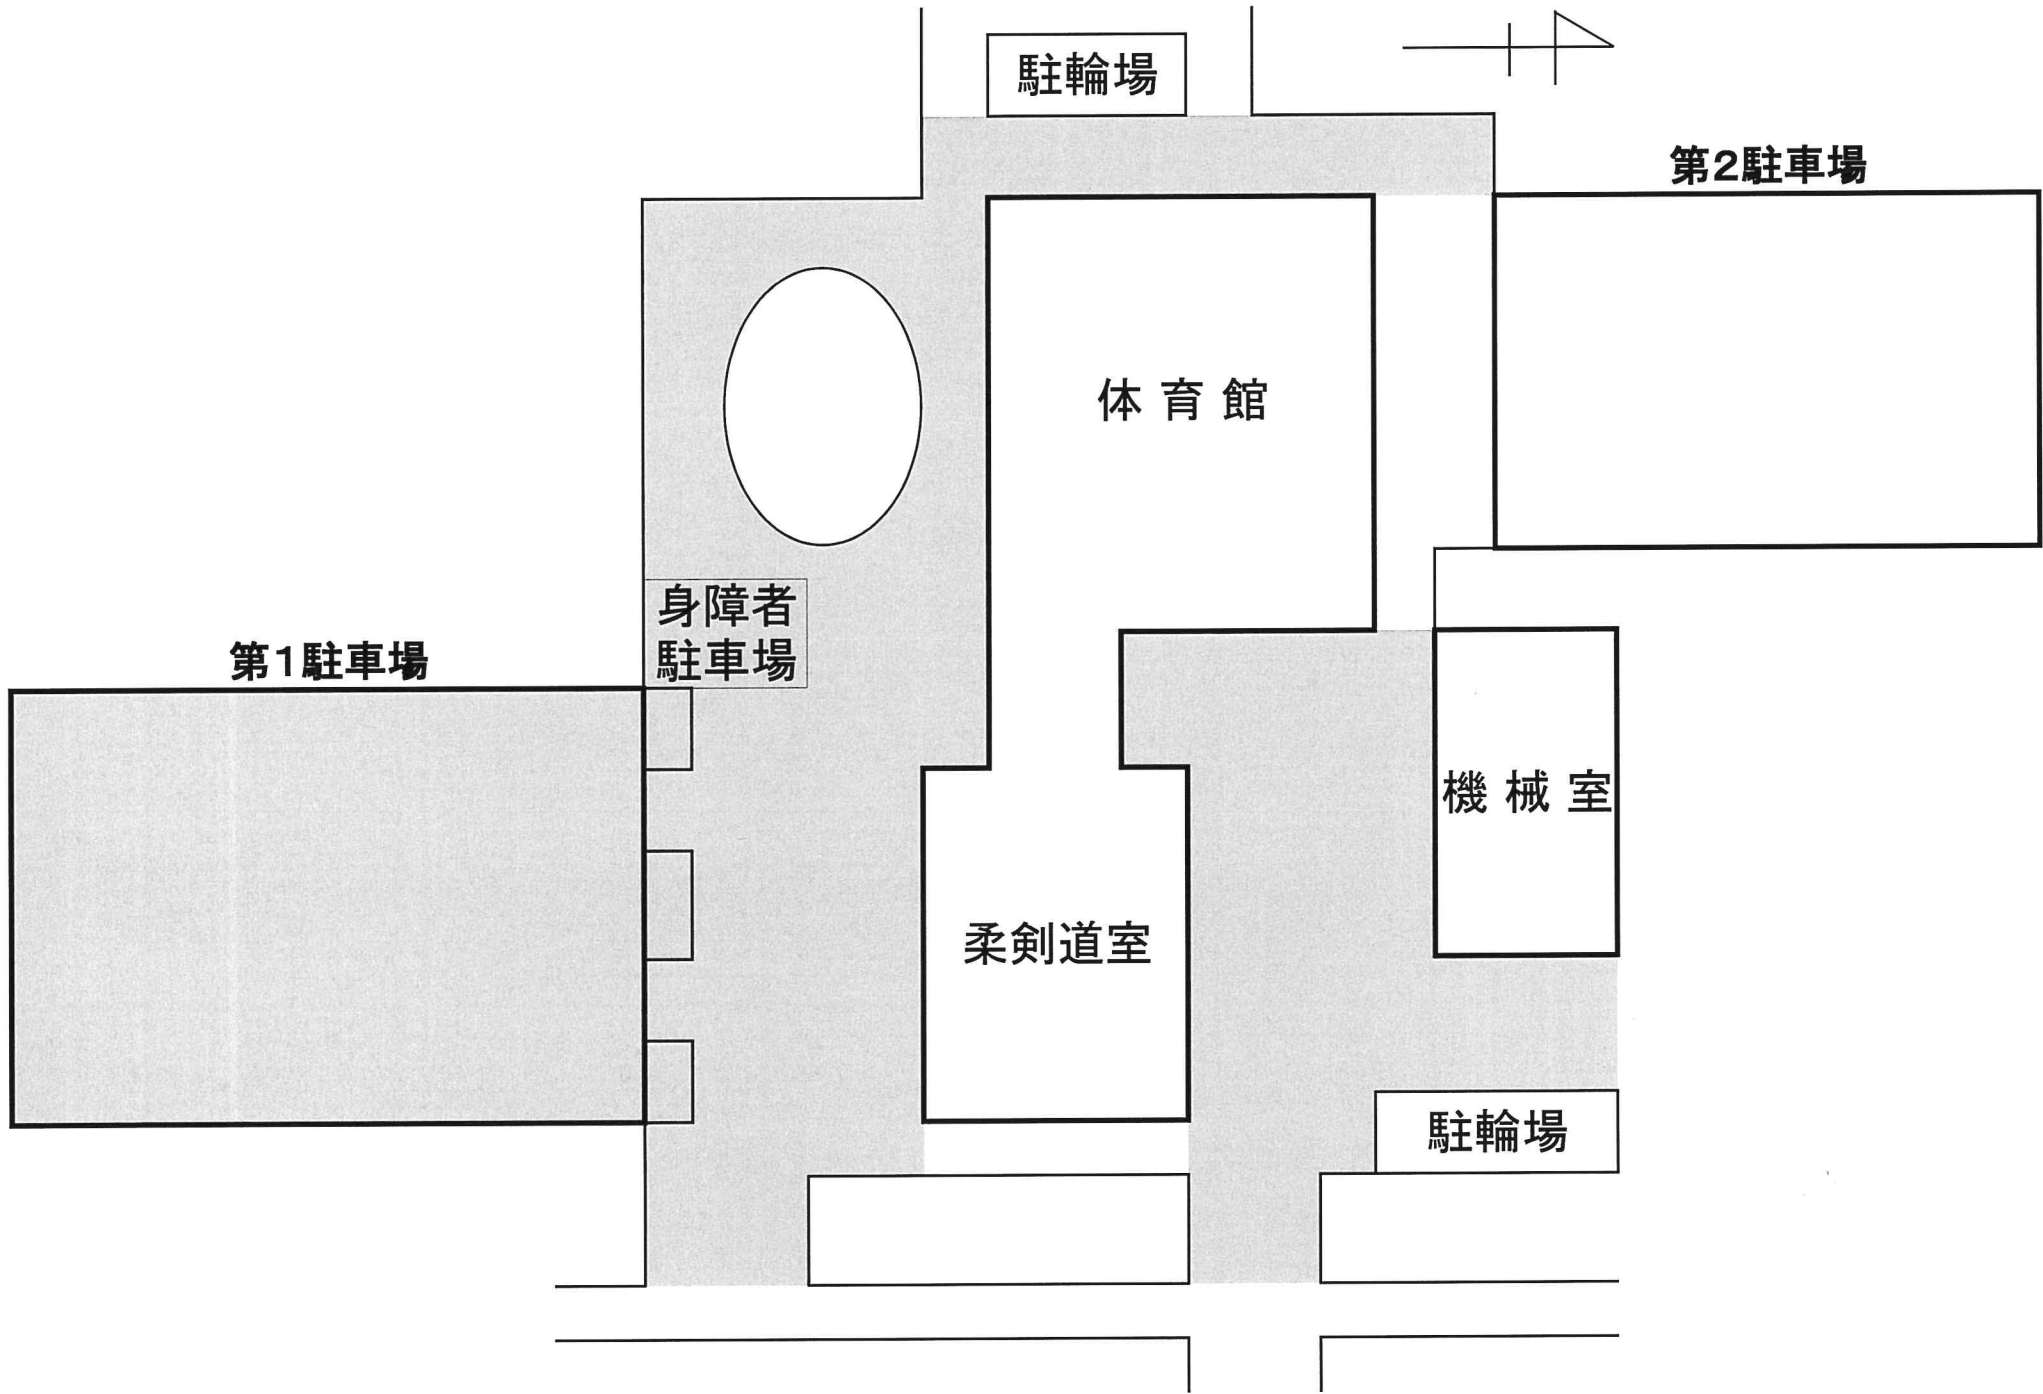 駐輪場
第2駐車場
体育館
身障者
駐車場
第1駐車場
機械室
柔剣道室
駐輪場